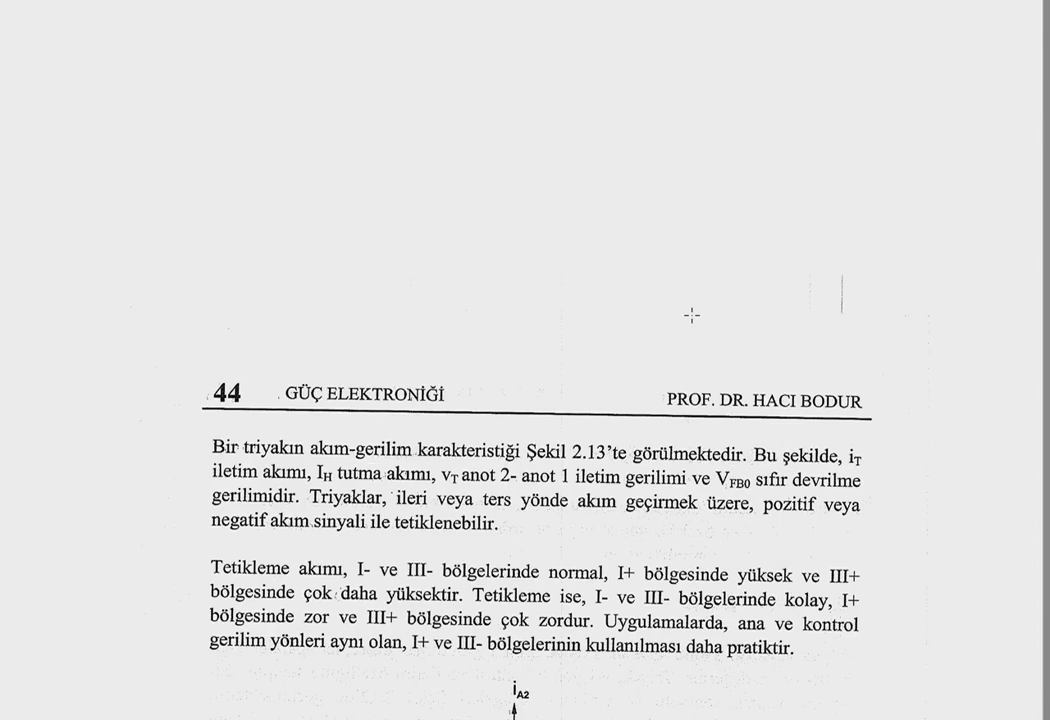 44 GÜÇ ELEKTRONİĞİ PROF. DR. HACI BODUR
Bir triyakın akım-gerilim karakteristiği Şekil 2.13’te görülmektedir. Bu şekilde, iT
iletim akımı, IH tutma akımı, vT anot 2- anot 1 iletim gerilimi ve VFB0 sıfır devrilme
gerilimidir. Triyaklar, ileri veya ters yönde akım geçirmek üzere, pozitif veya
negatif akım sinyali ile tetiklenebilir.
Tetikleme akımı, I- ve III- bölgelerinde normal, I+ bölgesinde yüksek ve III+
bölgesinde çok daha yüksektir. Tetikleme ise, I- ve III- bölgelerinde kolay, I+
bölgesinde zor ve III+ bölgesinde çok zordur. Uygulamalarda, ana ve kontrol
gerilim yönleri aynı olan, I+ ve III- bölgelerinin kullanılması daha pratiktir.
iA2